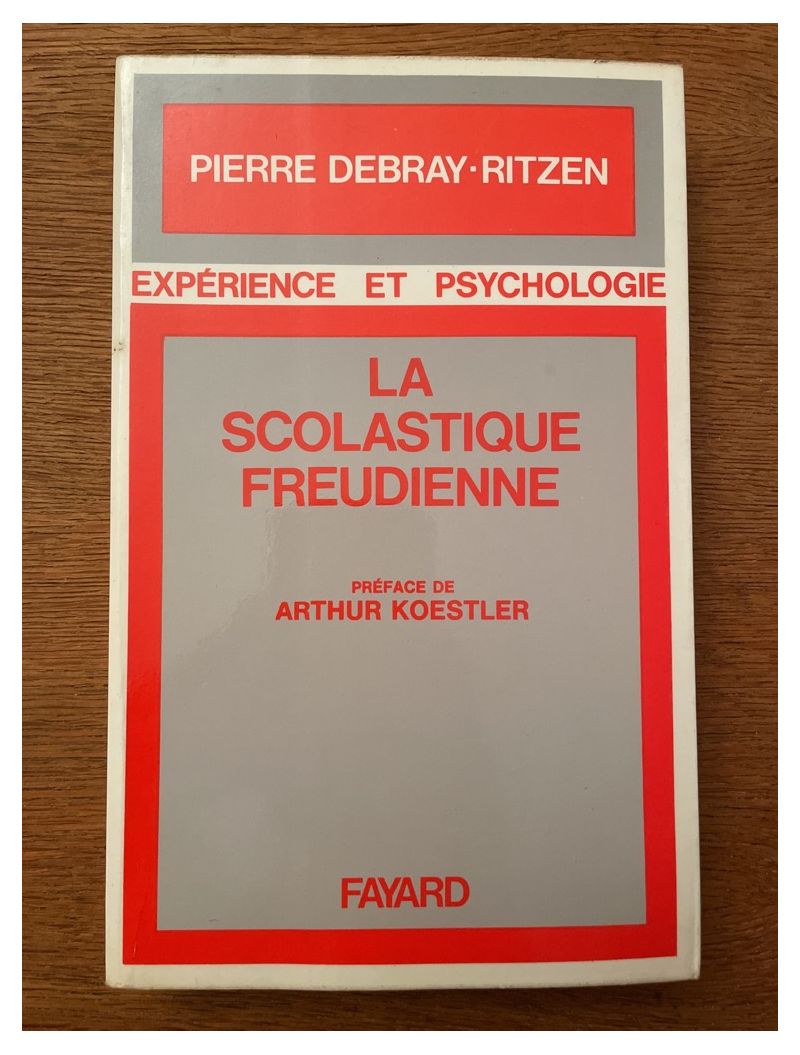 PIERRE DEBRAY·RITZEN
EXPÉRIENCE ET PSYCHOLOGIE
LA
SCOLASTIQUE
FREUDIENNE
PRÉFACE DE
ARTHUR KOESTLER
FAYARD